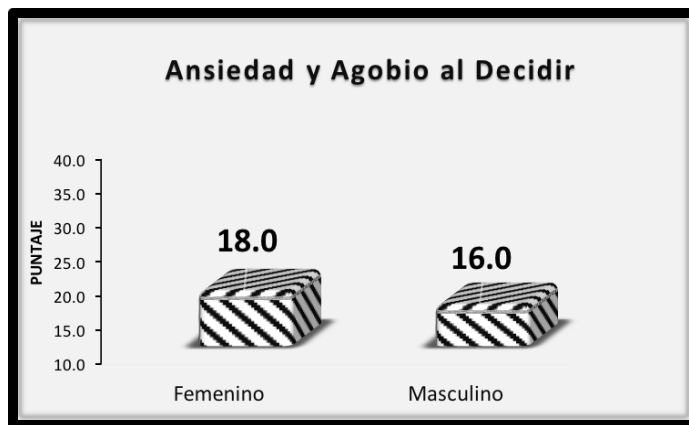 Ansiedad y Agobio al Decidir
40.0
35.0
30.0
25.0
20.0
15.0
10.0
PUNTAJE
18.0
16.0
Femenino
Masculino